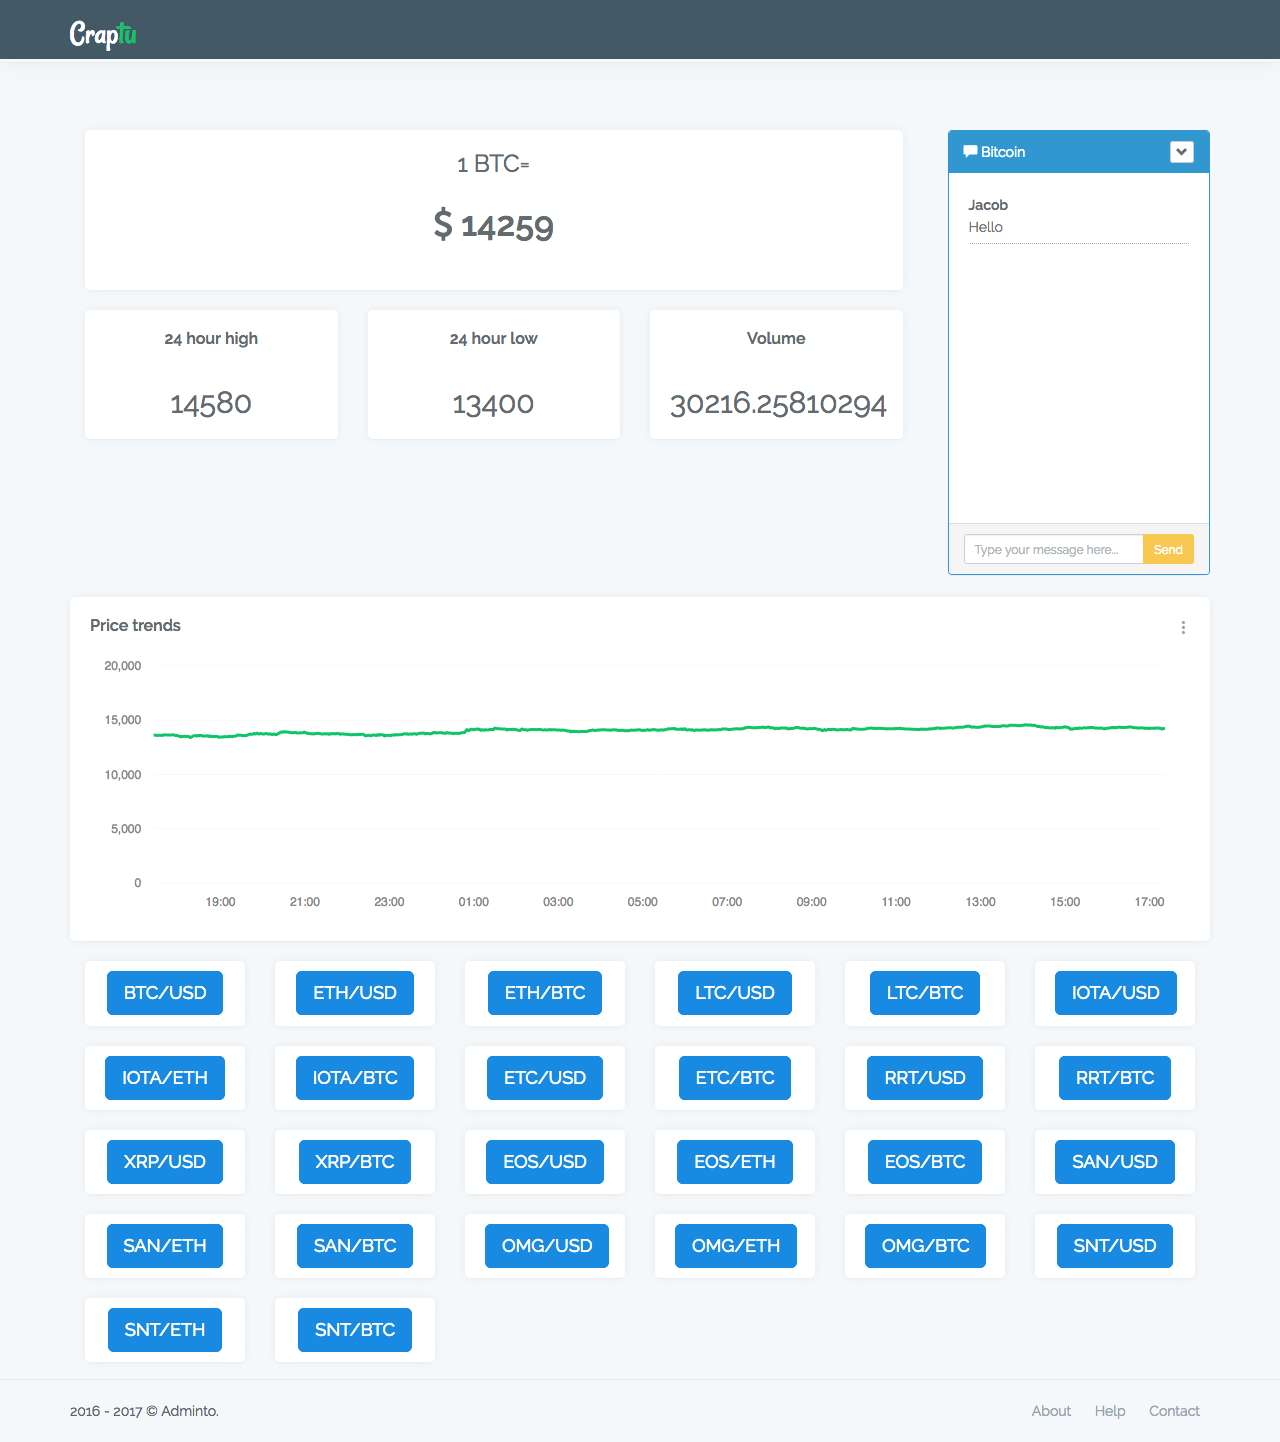 Craptu
1 BTC=
$ 14259
24 hour high
14580
24 hour low
13400
Volume
30216.25810294
Bitcoin
Jacob
Hello
Type your message here...
Send
Price trends
20,000
15,000
10,000
5,000
0
19:00 21:00 23:00 01:00 03:00 05:00 07:00 09:00 11:00 13:00 15:00 17:00
BTC/USD ETH/USD ETH/BTC LTC/USD LTC/BTC IOTA/USD
IOTA/ETH IOTA/BTC ETC/USD ETC/BTC RRT/USD RRT/BTC
XRP/USD XRP/BTC EOS/USD EOS/ETH EOS/BTC SAN/USD
SAN/ETH SAN/BTC OMG/USD OMG/ETH OMG/BTC SNT/USD
SNT/ETH SNT/BTC
2016 - 2017 © Adminto.
About Help Contact